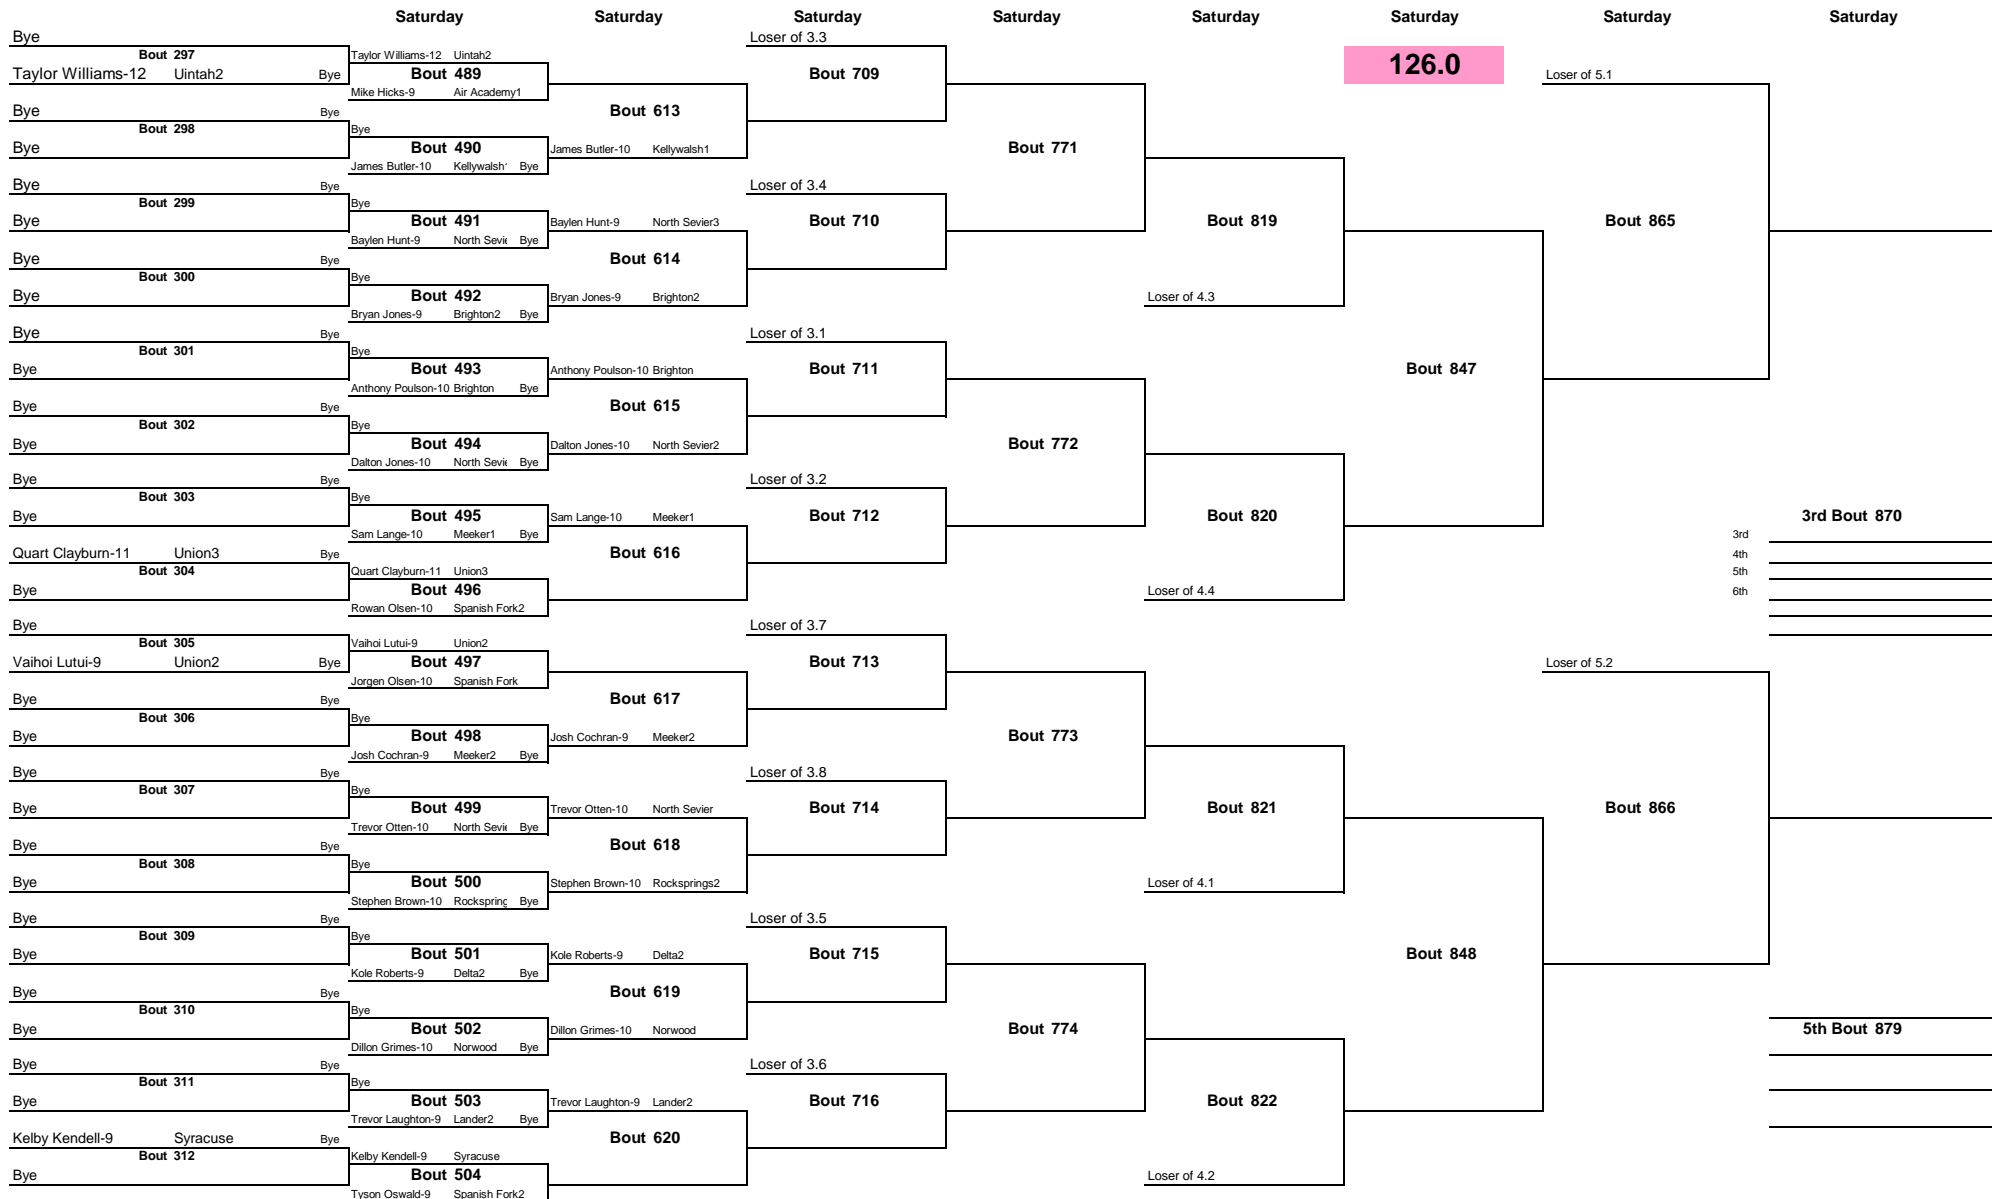 Saturday Saturday Saturday Saturday Saturday Saturday Saturday Saturday
Bye Loser of 3.3
Bout 297 Taylor Williams-12 Uintah2
126.0
Taylor Williams-12 Uintah2 Bye Bout 489 Bout 709 Loser of 5.1
Mike Hicks-9 Air Academy1
Bye Bye Bout 613
Bout 298 Bye
Bye Bout 490 James Butler-10 Kellywalsh1 Bout 771
James Butler-10 Kellywalsh1 Bye
Bye Bye Loser of 3.4
Bout 299 Bye
Bye Bout 491 Baylen Hunt-9 North Sevier3 Bout 710 Bout 819 Bout 865
Baylen Hunt-9 North Sevie Bye
Bye Bye Bout 614
Bout 300 Bye
Bye Bout 492 Bryan Jones-9 Brighton2 Loser of 4.3
Bryan Jones-9 Brighton2 Bye
Bye Bye Loser of 3.1
Bout 301 Bye
Bye Bout 493 Anthony Poulson-10 Brighton Bout 711 Bout 847
Anthony Poulson-10 Brighton Bye
Bye Bye Bout 615
Bout 302 Bye
Bye Bout 494 Dalton Jones-10 North Sevier2 Bout 772
Dalton Jones-10 North Sevie Bye
Bye Bye Loser of 3.2
Bout 303 Bye
Bye Bout 495 Sam Lange-10 Meeker1 Bout 712 Bout 820 3rd Bout 870
Sam Lange-10 Meeker1 Bye 3rd
Quart Clayburn-11 Union3 Bye Bout 616 4th
Bout 304 Quart Clayburn-11 Union3 5th
Bye Bout 496 Loser of 4.4 6th
Rowan Olsen-10 Spanish Fork2
Bye Loser of 3.7
Bout 305 Vaihoi Lutui-9 Union2
Vaihoi Lutui-9 Union2 Bye Bout 497 Bout 713 Loser of 5.2
Jorgen Olsen-10 Spanish Fork
Bye Bye Bout 617
Bout 306 Bye
Bye Bout 498 Josh Cochran-9 Meeker2 Bout 773
Josh Cochran-9 Meeker2 Bye
Bye Bye Loser of 3.8
Bout 307 Bye
Bye Bout 499 Trevor Otten-10 North Sevier Bout 714 Bout 821 Bout 866
Trevor Otten-10 North Sevie Bye
Bye Bye Bout 618
Bout 308 Bye
Bye Bout 500 Stephen Brown-10 Rocksprings2 Loser of 4.1
Stephen Brown-10 Rockspring Bye
Bye Bye Loser of 3.5
Bout 309 Bye
Bye Bout 501 Kole Roberts-9 Delta2 Bout 715 Bout 848
Kole Roberts-9 Delta2 Bye
Bye Bye Bout 619
Bout 310 Bye
Bye Bout 502 Dillon Grimes-10 Norwood Bout 774 5th Bout 879
Dillon Grimes-10 Norwood Bye
Bye Bye Loser of 3.6
Bout 311 Bye
Bye Bout 503 Trevor Laughton-9 Lander2 Bout 716 Bout 822
Trevor Laughton-9 Lander2 Bye
Kelby Kendell-9 Syracuse Bye Bout 620
Bout 312 Kelby Kendell-9 Syracuse
Bye Bout 504 Loser of 4.2
Tyson Oswald-9 Spanish Fork2